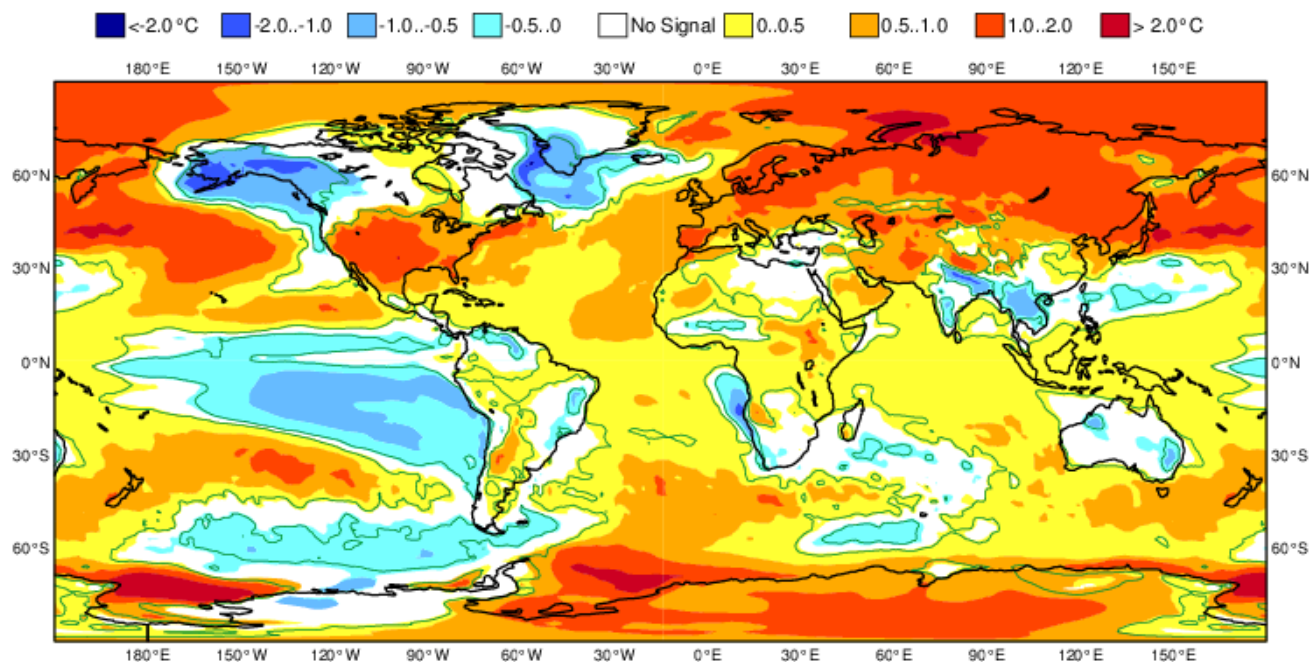 <-2.0°C -2.0..-1.0 -1.0..-0.5 -0.5..0 No Signal 0..0.5 0.5..1.0 1.0..2.0 > 2.0°C
180°E 150°W 120°W 90°W 60°W 30°W 0°E 30°E 60°E 90°E 120°E 150°E
60°N 60°N
30°N 30°N
0°N 0°N
30°S 30°S
60°S 60°S
180°E 150°W 120°W 90°W 60°W 30°W 0°E 30°E 60°E 90°E 120°E 150°E